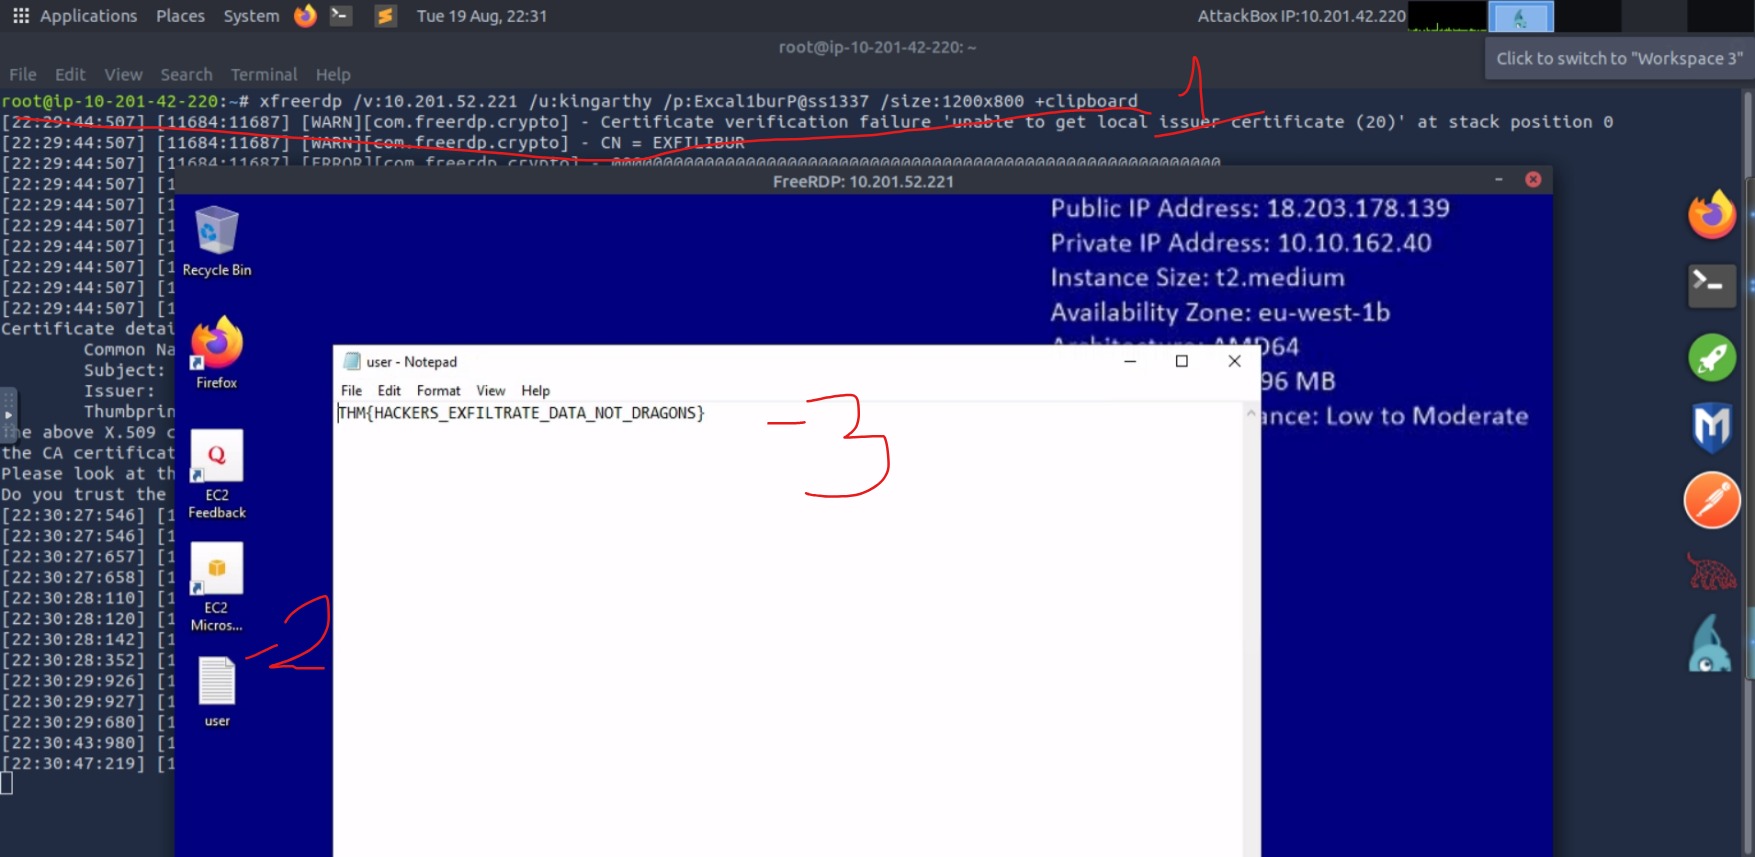 Applications Places System Tue 19 Aug, 22:31 AttackBox IP:10.201.42.220
root@ip-10-201-42-220: ~
Click to switch to "Workspace 3"
File Edit View Search Terminal Help
root@ip-10-201-42-220:~# xfreerdp /v:10.201.52.221 /u:kingarthy /p:Excal1burP@ss1337 /size:1200x800 +clipboard
[22:29:44:507] [11684:11687] [WARN][com.freerdp.crypto] - Certificate verification failure 'unable to get local issuer certificate (20)' at stack position 0
[22:29:44:507] [11684:11687] [WARN][com.freerdp.crypto] - CN = EXFILIBUR
[22:29:44:507] [11684:11687] [ERROR][com.freerdp.crypto] -
[22:29:44:507] [1
[22:29:44:507] [1
[22:29:44:507] [1
[22:29:44:507] [1
[22:29:44:507] [1
[22:29:44:507] [1
[22:29:44:507] [1
Certificate detai
Common Na
Subject:
Issuer:
Thumbprin
he above X.509 c
the CA certificat
Please look at th
Do you trust the
[22:30:27:546] [1
[22:30:27:546] [1
[22:30:27:657] [1
[22:30:27:658] [1
[22:30:28:110] [1
[22:30:28:120] [1
[22:30:28:142] [1
[22:30:28:352] [1
[22:30:29:926] [1
[22:30:29:927] [1
[22:30:29:680] [1
[22:30:43:980] [1
[22:30:47:219] [1
FreeRDP: 10.201.52.221
Recycle Bin
Firefox
EC2
Feedback
EC2
Micros...
user
Public IP Address: 18.203.178.139
Private IP Address: 10.10.162.40
Instance Size: t2.medium
Availability Zone: eu-west-1b
Architecture: AMD64
96 MB
ance: Low to Moderate
user - Notepad
File Edit Format View Help
THM{HACKERS_EXFILTRATE_DATA_NOT_DRAGONS}
1
-2
-3